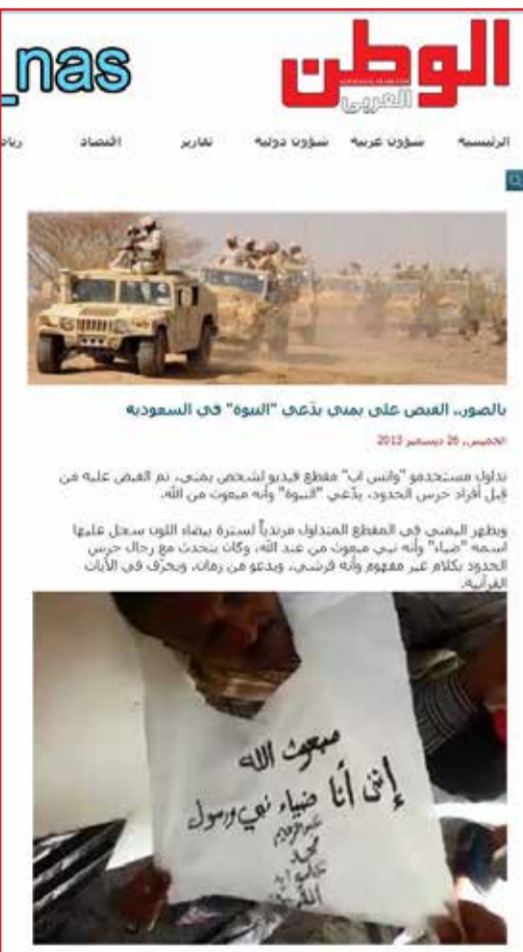 _nas
الوطن
العربي
الرئيسية شؤون عربية شؤون دولية تقارير اقتصاد رياض
بالصور.. القبض على يمني يدّعي "النبوة" في السعودية
الخميس, 26 ديسمبر 2013
تداول مستخدمو "واتس اب" مقطع فيديو لشخص يمني، تم القبض عليه من
قبل أفراد حرس الحدود، يدّعي "النبوة" وأنه مبعوث من الله.
ويظهر اليمني في المقطع المتداول مرتدياً لسترة بيضاء اللون سجل عليها
اسمه "ضياء" وأنه نبي مبعوث من عند الله، وكان يتحدث مع رجال حرس
الحدود بكلام غير مفهوم وأنه قرشي، ويدعو من زمان، ويحرّف في الآيات
القرآنية.
مبعوث الله
إنني أنا ضياء نبي ورسول
محمد